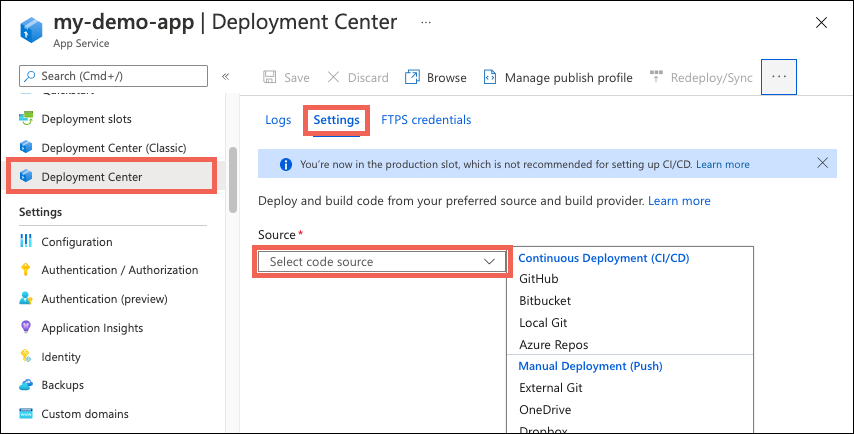 my-demo-app | Deployment Center ...
App Service
Search (Cmd+/)
«
Save
Discard
Browse
Manage publish profile
Redeploy/Sync
...
Quickstart
Deployment slots
Deployment Center (Classic)
Deployment Center
Settings
Configuration
Authentication / Authorization
Authentication (preview)
Application Insights
Identity
Backups
Custom domains
Logs
Settings
FTPS credentials
You're now in the production slot, which is not recommended for setting up CI/CD. Learn more
Deploy and build code from your preferred source and build provider. Learn more
Source *
Select code source
Continuous Deployment (CI/CD)
GitHub
Bitbucket
Local Git
Azure Repos
Manual Deployment (Push)
External Git
OneDrive
Dropbox